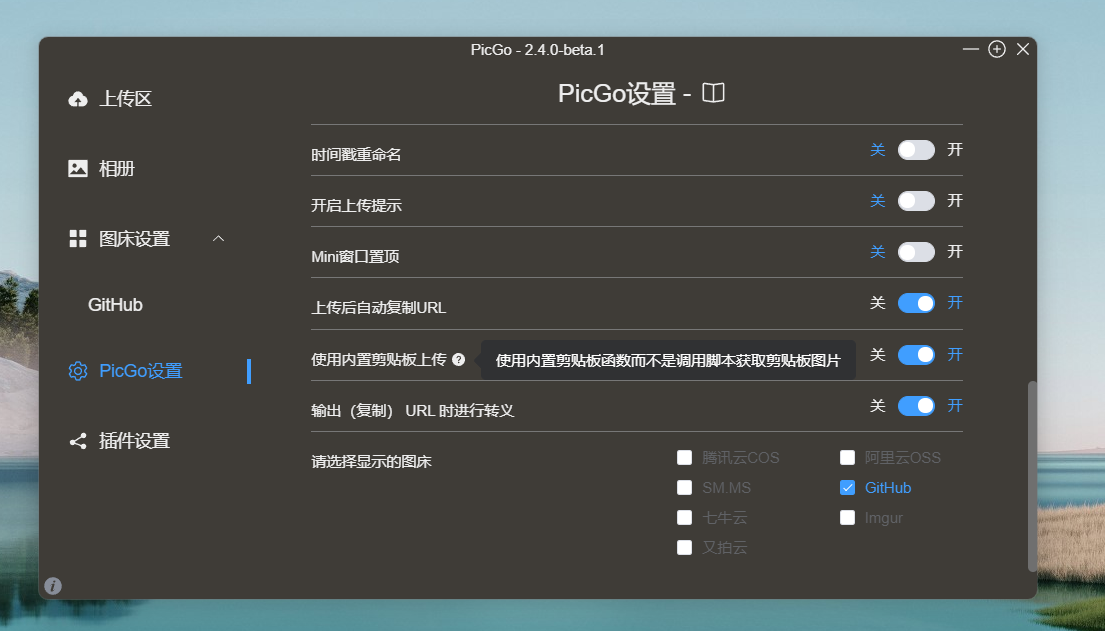 PicGo - 2.4.0-beta.1
上传区
相册
图床设置
GitHub
PicGo设置
插件设置
PicGo设置 -
时间戳重命名 关 开
开启上传提示 关 开
Mini窗口置顶 关 开
上传后自动复制URL 关 开
使用内置剪贴板上传 ? 使用内置剪贴板函数而不是调用脚本获取剪贴板图片 关 开
输出（复制） URL 时进行转义 关 开
请选择显示的图床 腾讯云COS 阿里云OSS
SM.MS GitHub
七牛云 Imgur
又拍云
i